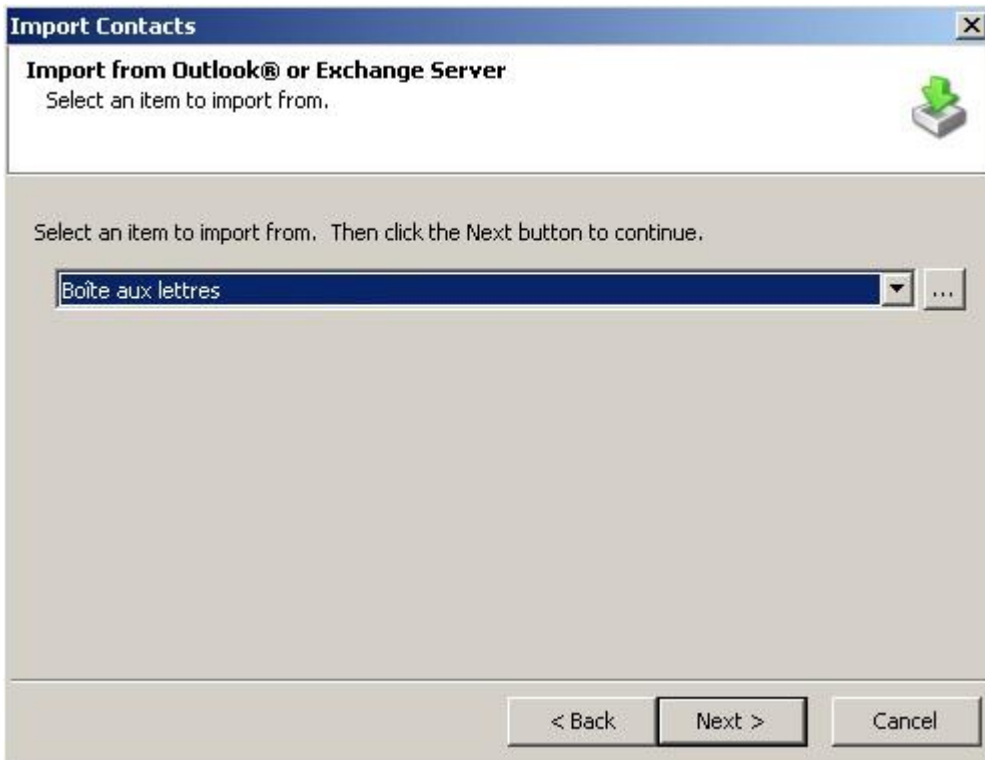 Import Contacts
Import from Outlook® or Exchange Server
Select an item to import from.
Select an item to import from. Then click the Next button to continue.
Boîte aux lettres
...
< Back Next > Cancel